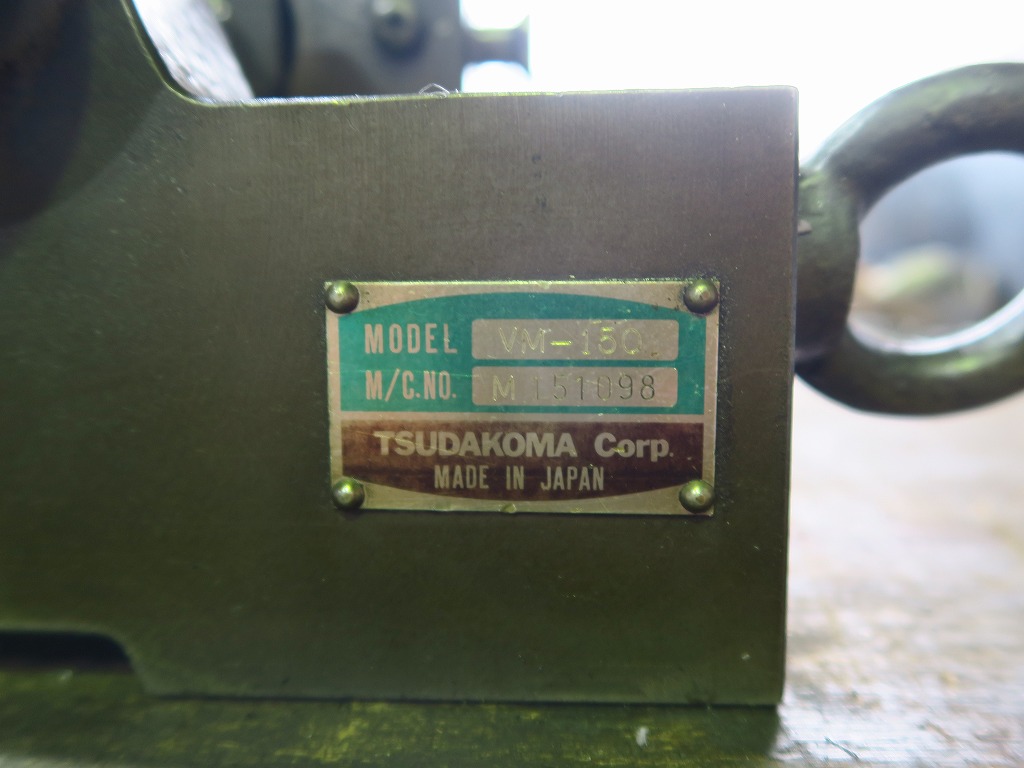 MODEL VM-150
M/C.NO. M 151098
TSUDAKOMA Corp.
MADE IN JAPAN